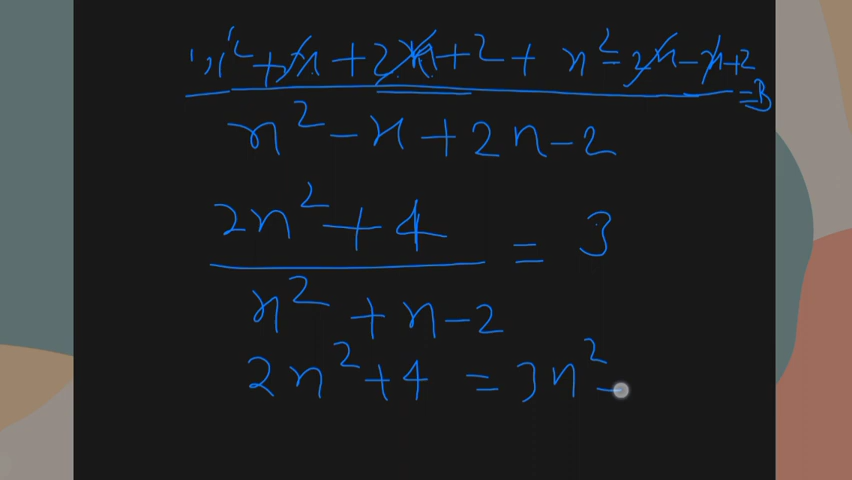 n² + n + 2n + 2 + n² - 2n - n + 2 = 3
n² - n + 2n - 2
2n² + 4 = 3
n² + n - 2
2n² + 4 = 3n² -